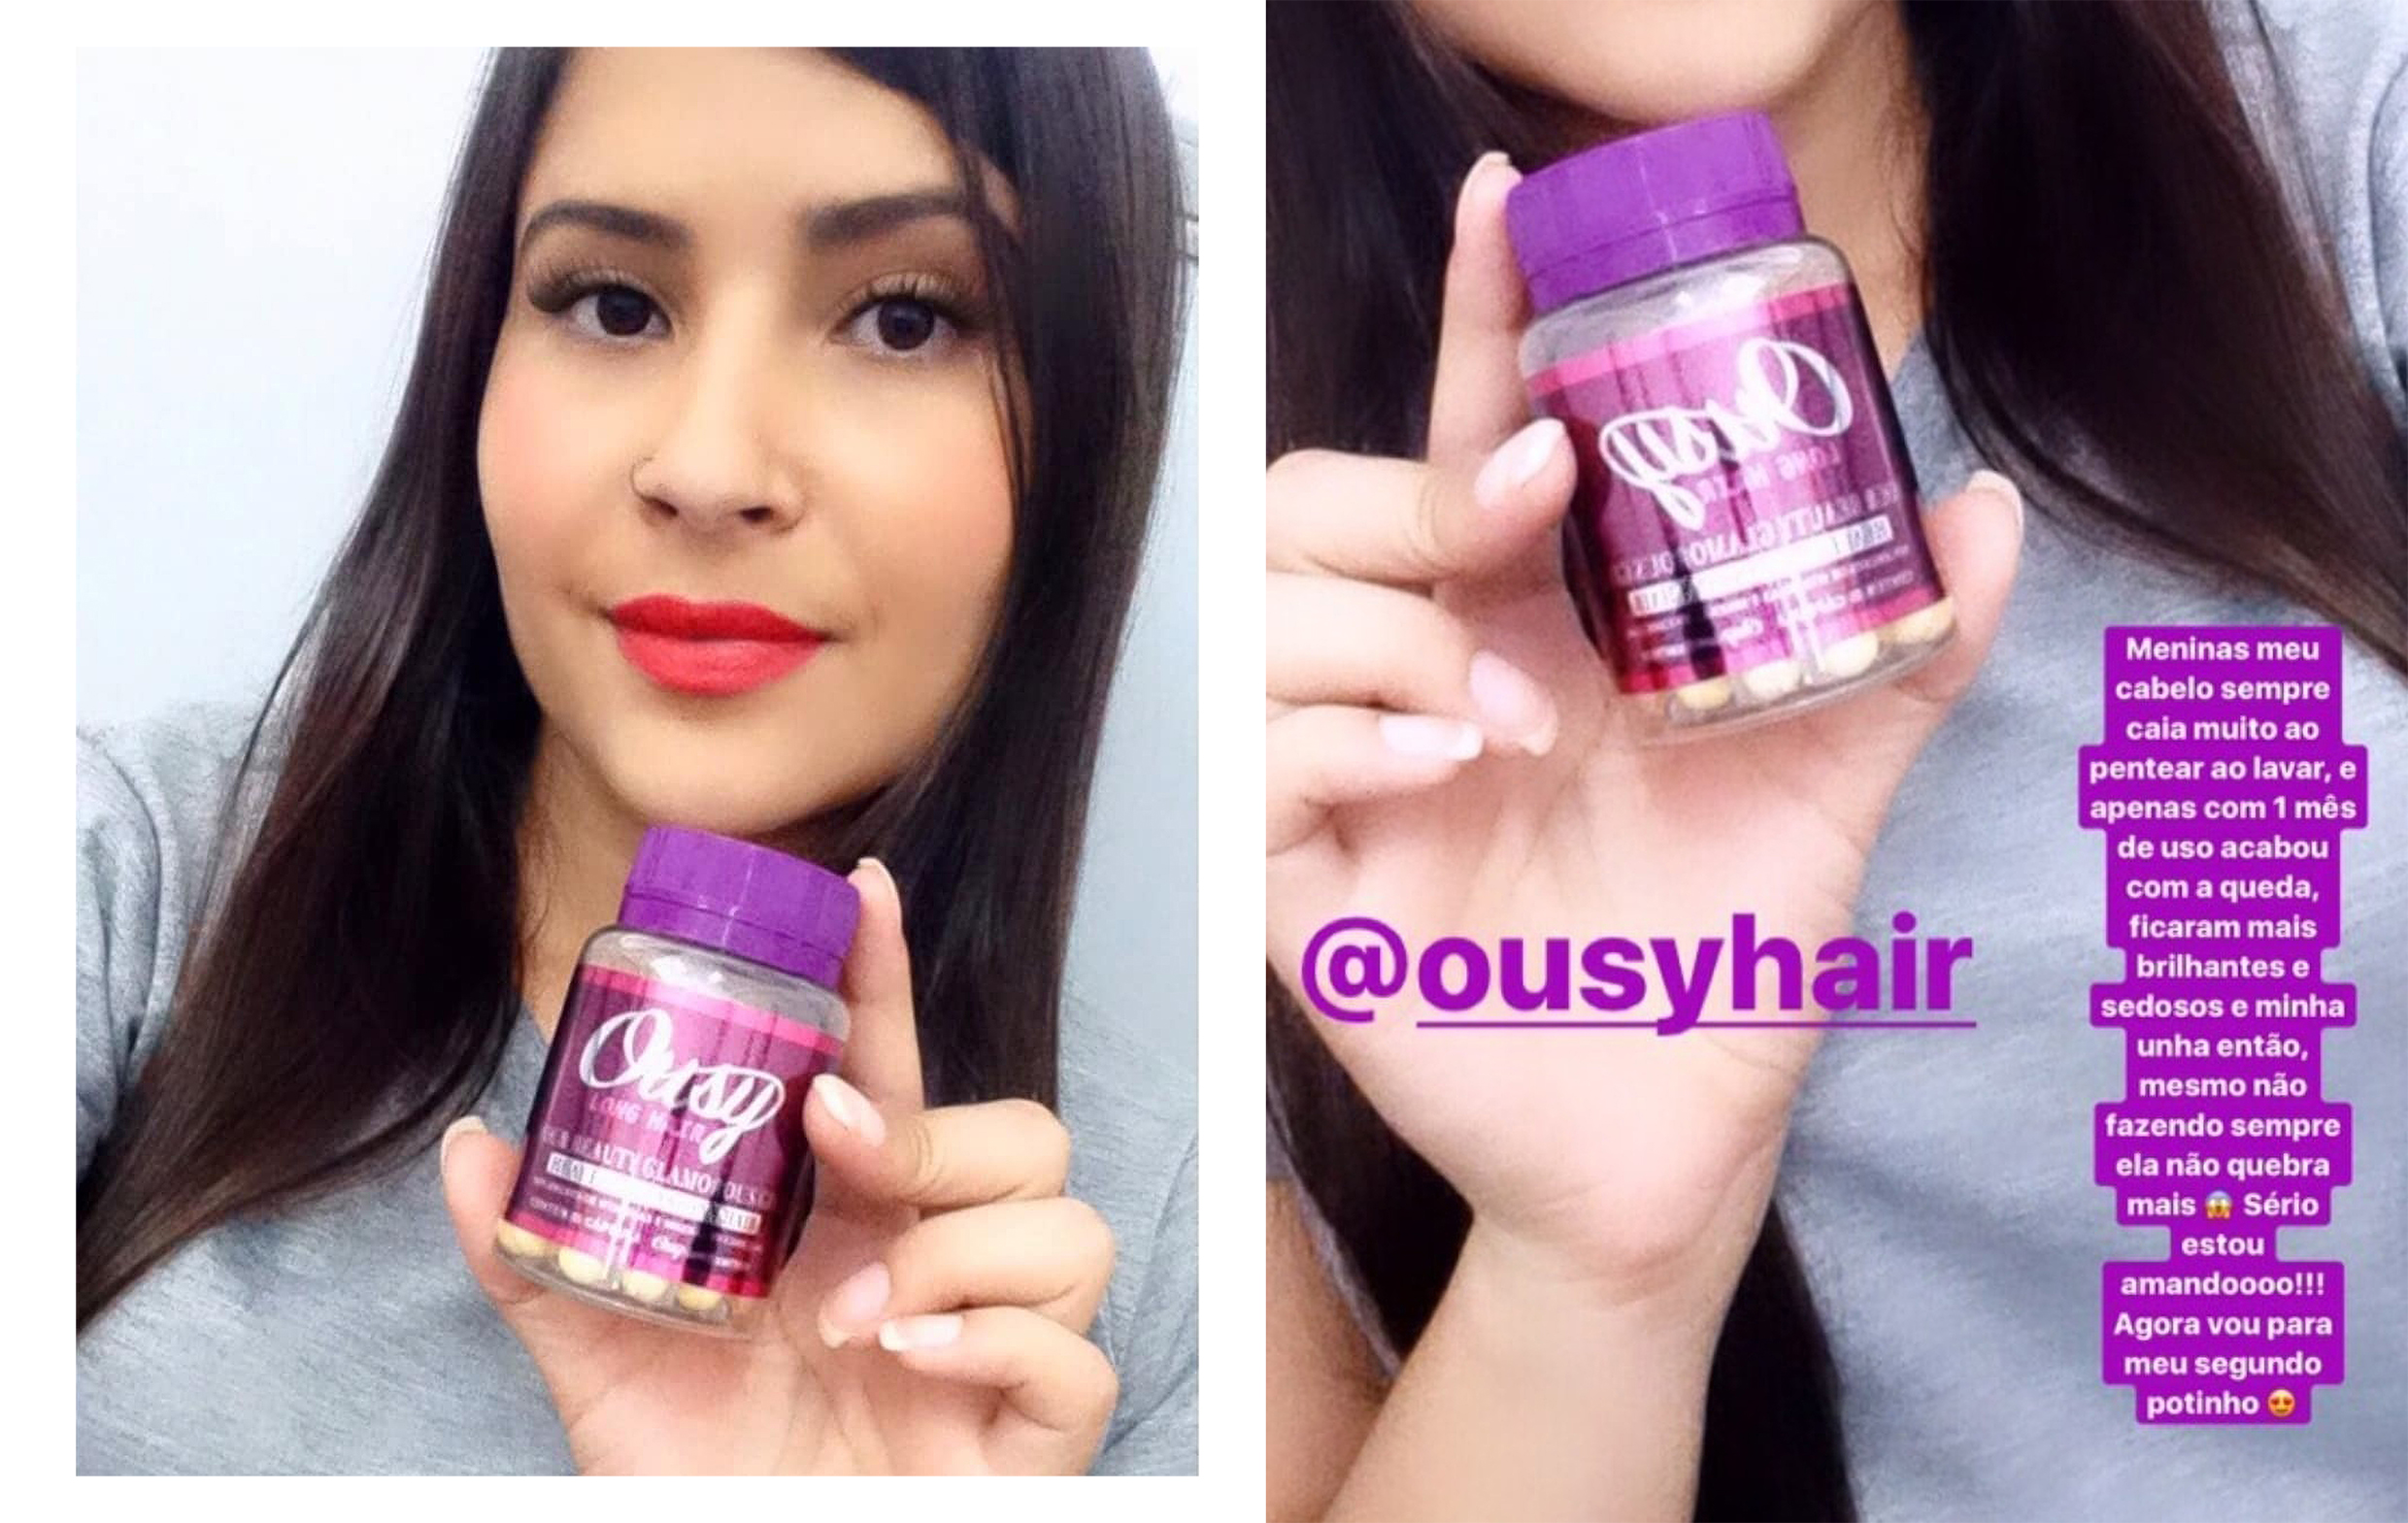 Ousy
LONG HAIR
@ousyhair
Meninas meu
cabelo sempre
caia muito ao
pentear ao lavar, e
apenas com 1 mês
de uso acabou
com a queda,
ficaram mais
brilhantes e
sedosos e minha
unha então,
mesmo não
fazendo sempre
ela não quebra
mais 😱 Sério
estou
amandoooo!!!
Agora vou para
meu segundo
potinho 😍
Ousy
LONG